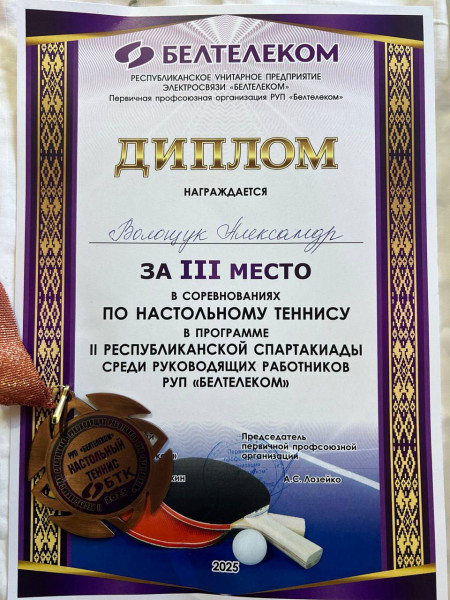 БЕЛТЕЛЕКОМ
РЕСПУБЛИКАНСКОЕ УНИТАРНОЕ ПРЕДПРИЯТИЕ
ЭЛЕКТРОСВЯЗИ «БЕЛТЕЛЕКОМ»
Первичная профсоюзная организация РУП «Белтелеком»
ДИПЛОМ
НАГРАЖДАЕТСЯ
Волощук Александр
ЗА III МЕСТО
В СОРЕВНОВАНИЯХ
ПО НАСТОЛЬНОМУ ТЕННИСУ
В ПРОГРАММЕ
II РЕСПУБЛИКАНСКОЙ СПАРТАКИАДЫ
СРЕДИ РУКОВОДЯЩИХ РАБОТНИКОВ
РУП «БЕЛТЕЛЕКОМ»
Председатель
первичной профсоюзной
организации
А.С. Лозейко
РУП «БЕЛТЕЛЕКОМ»
НАСТОЛЬНЫЙ
ТЕННИС
БТК
2025